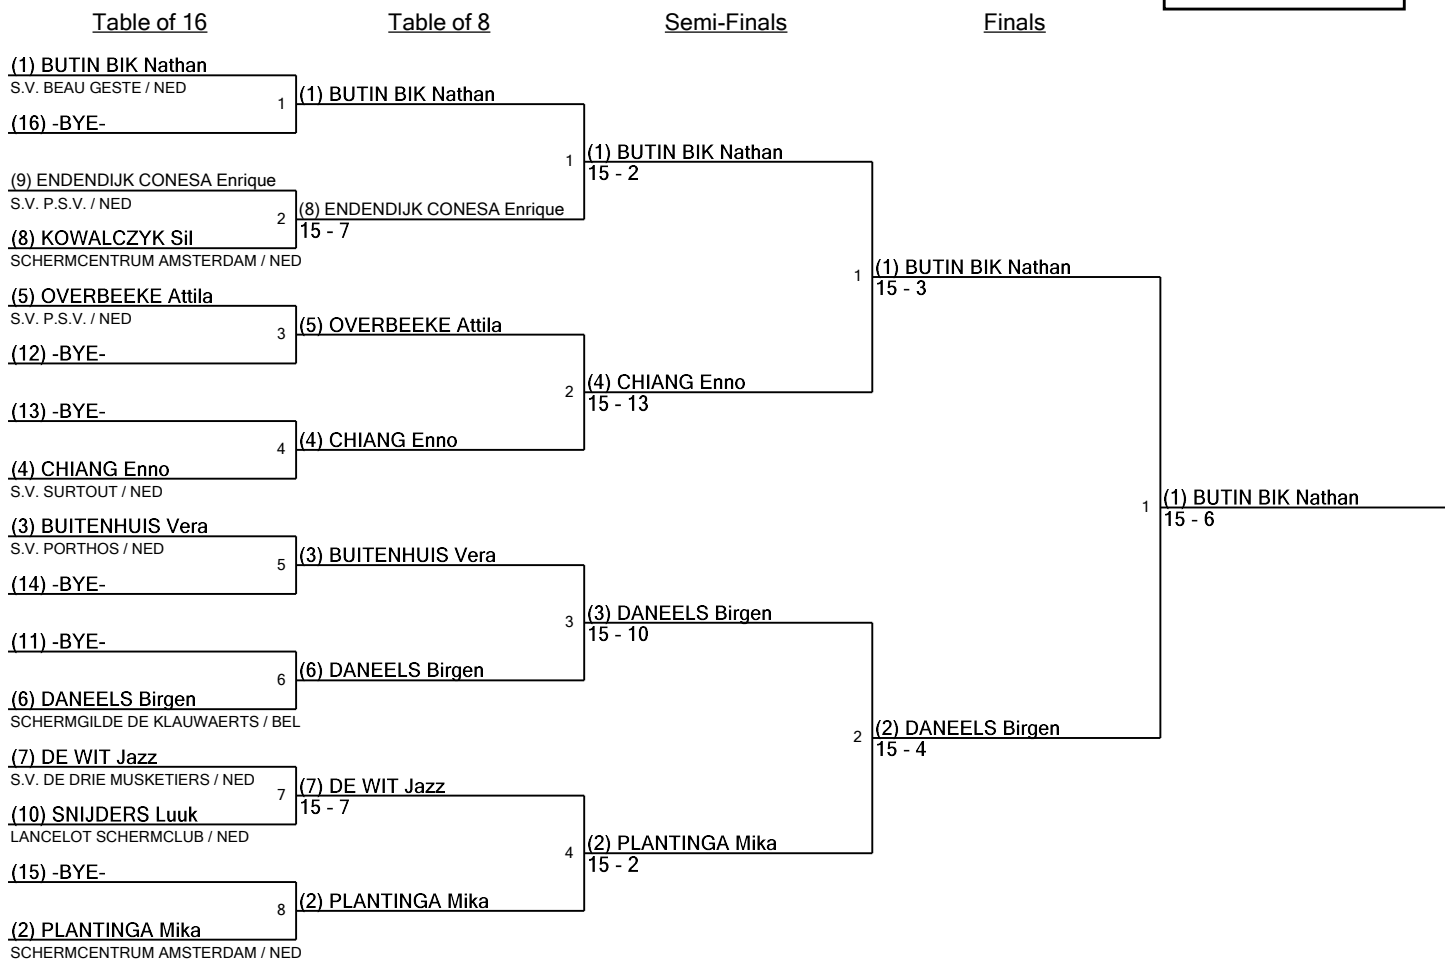 Table of 16
Table of 8
Semi-Finals
Finals
(1) BUTIN BIK Nathan
S.V. BEAU GESTE / NED
1
(16) -BYE-
(9) ENDENDIJK CONESA Enrique
S.V. P.S.V. / NED
2
(8) KOWALCZYK Sil
SCHERMCENTRUM AMSTERDAM / NED
(5) OVERBEEKE Attila
S.V. P.S.V. / NED
3
(12) -BYE-
(13) -BYE-
4
(4) CHIANG Enno
S.V. SURTOUT / NED
(3) BUITENHUIS Vera
S.V. PORTHOS / NED
5
(14) -BYE-
(11) -BYE-
6
(6) DANEELS Birgen
SCHERMGILDE DE KLAUWAERTS / BEL
(7) DE WIT Jazz
S.V. DE DRIE MUSKETIERS / NED
7
(10) SNIJDERS Luuk
LANCELOT SCHERMCLUB / NED
(15) -BYE-
8
(2) PLANTINGA Mika
SCHERMCENTRUM AMSTERDAM / NED
(1) BUTIN BIK Nathan
1
(8) ENDENDIJK CONESA Enrique
15 - 7
(5) OVERBEEKE Attila
2
(4) CHIANG Enno
(3) BUITENHUIS Vera
3
(6) DANEELS Birgen
(7) DE WIT Jazz
15 - 7
4
(2) PLANTINGA Mika
(1) BUTIN BIK Nathan
15 - 2
1
(4) CHIANG Enno
15 - 13
(3) DANEELS Birgen
15 - 10
2
(2) PLANTINGA Mika
15 - 2
(1) BUTIN BIK Nathan
15 - 3
1
(2) DANEELS Birgen
15 - 4
(1) BUTIN BIK Nathan
15 - 6